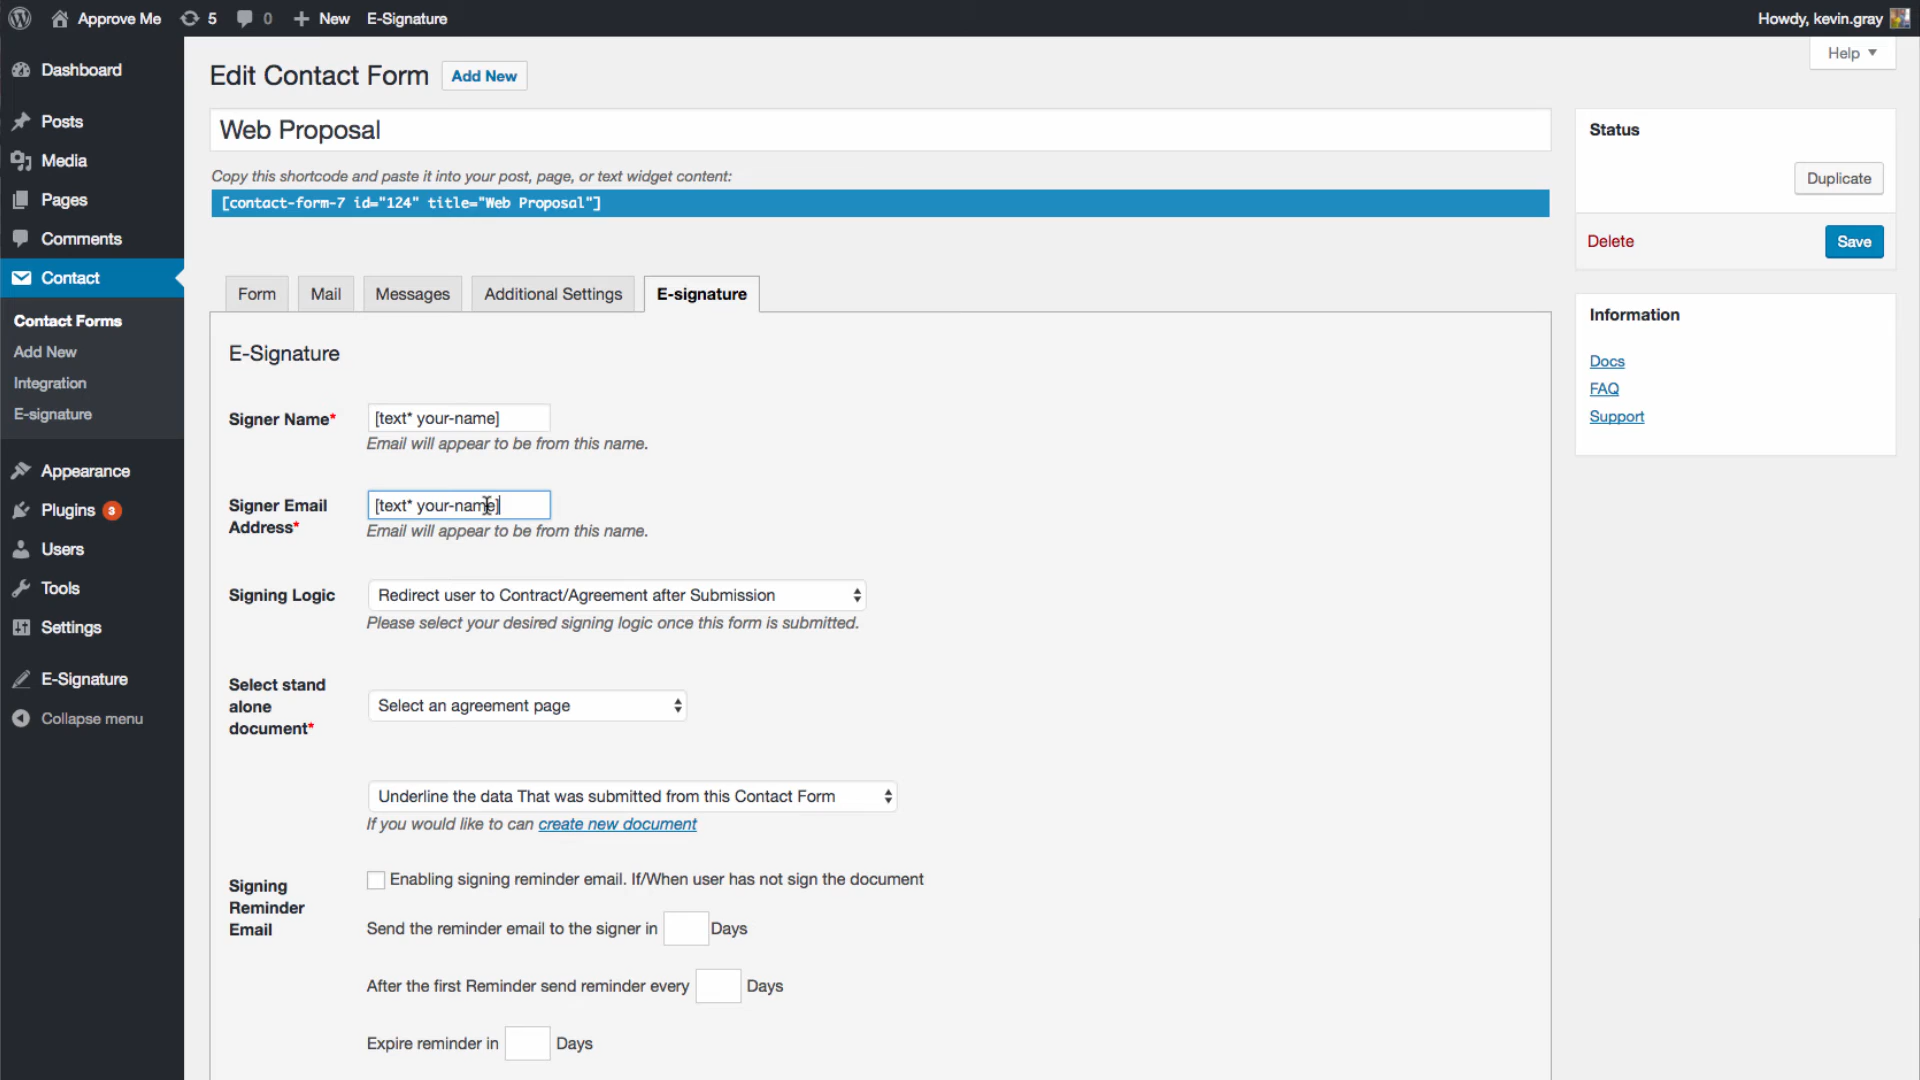 Approve Me 5 0 New E-Signature Howdy, kevin.gray
Dashboard
Posts
Media
Pages
Comments
Contact
Contact Forms
Add New
Integration
E-signature
Appearance
Plugins 3
Users
Tools
Settings
E-Signature
Collapse menu
Help
Edit Contact Form Add New
Web Proposal
Copy this shortcode and paste it into your post, page, or text widget content:
[contact-form-7 id="124" title="Web Proposal"]
Form Mail Messages Additional Settings E-signature
E-Signature
Signer Name* [text* your-name]
Email will appear to be from this name.
Signer Email
Address*
[text* your-name]
Email will appear to be from this name.
Signing Logic Redirect user to Contract/Agreement after Submission
Please select your desired signing logic once this form is submitted.
Select stand
alone
document*
Select an agreement page
Underline the data That was submitted from this Contact Form
If you would like to can create new document
Signing
Reminder
Email
Enabling signing reminder email. If/When user has not sign the document
Send the reminder email to the signer in Days
After the first Reminder send reminder every Days
Expire reminder in Days
Status
Duplicate
Delete Save
Information
Docs
FAQ
Support